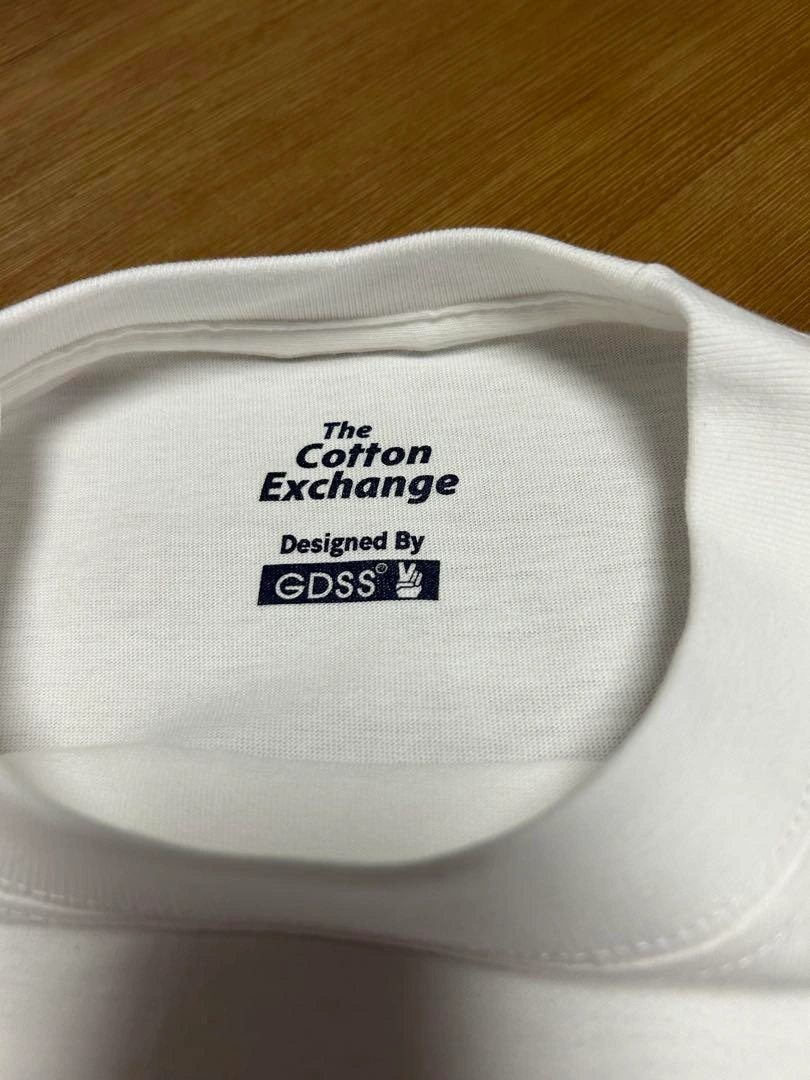 The
Cotton
Exchange
Designed By
GDSS®